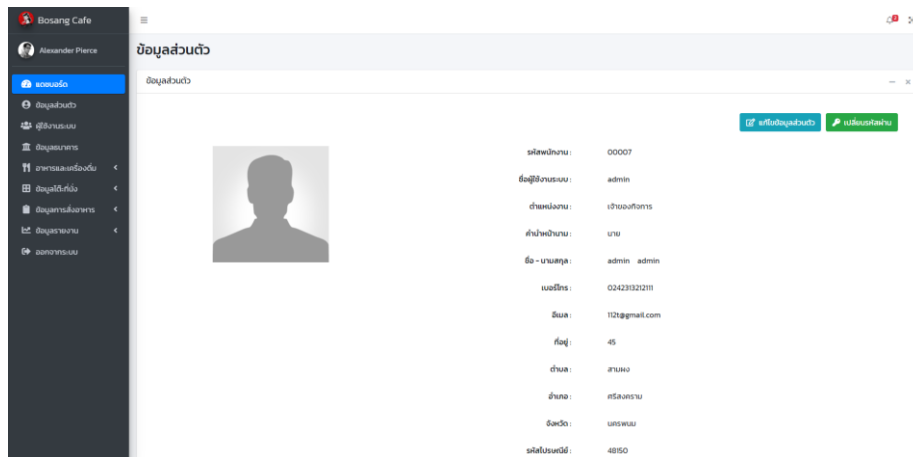 Bosang Cafe
Alexander Pierce
แดชบอร์ด
ข้อมูลส่วนตัว
ผู้ใช้งานระบบ
ข้อมูลธนาคาร
อาหารและเครื่องดื่ม
ข้อมูลโต๊ะที่นั่ง
ข้อมูลการสั่งอาหาร
ข้อมูลรายงาน
ออกจากระบบ
ข้อมูลส่วนตัว
ข้อมูลส่วนตัว
แก้ไขข้อมูลส่วนตัว เปลี่ยนรหัสผ่าน
รหัสพนักงาน : 00007
ชื่อผู้ใช้งานระบบ : admin
ตำแหน่งงาน : เจ้าของกิจการ
คำนำหน้านาม : นาย
ชื่อ - นามสกุล : admin admin
เบอร์โทร : 024231321211
อีเมล : 112t@gmail.com
ที่อยู่ : 45
ตำบล : สามผง
อำเภอ : ศรีสงคราม
จังหวัด : นครพนม
รหัสไปรษณีย์ : 48150